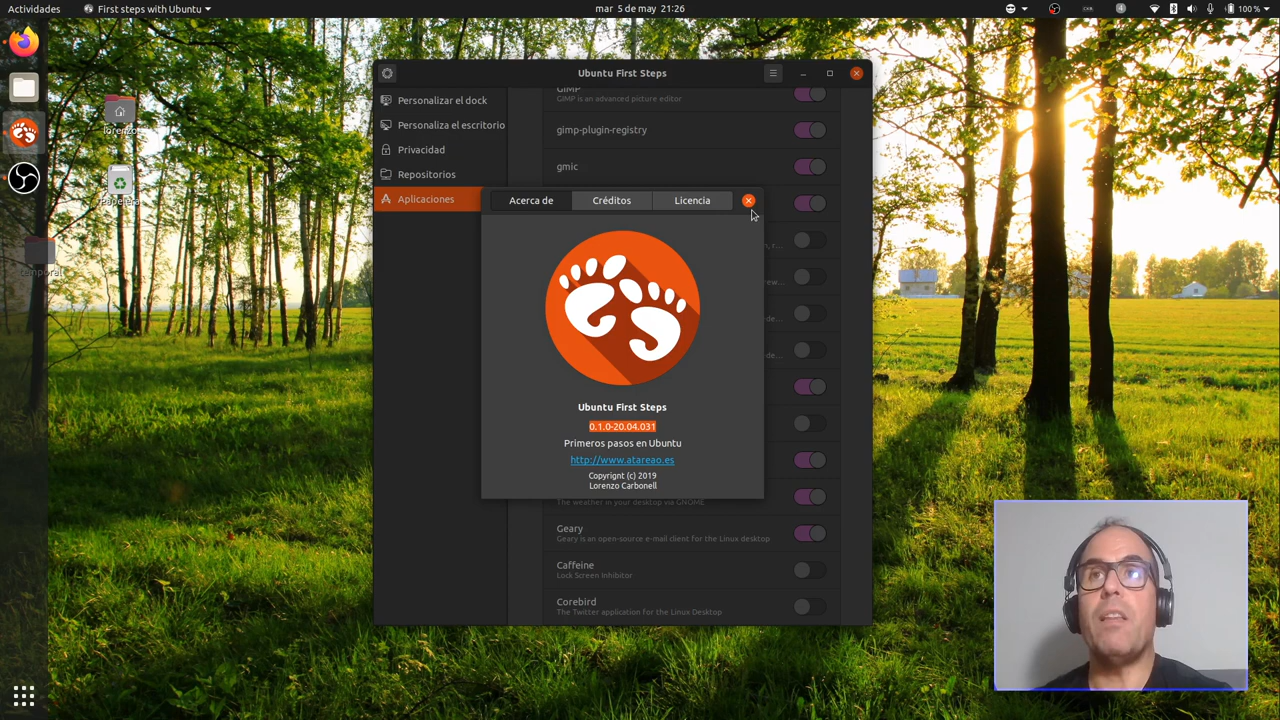 Actividades
First steps with Ubuntu
mar 5 de may 21:26
100 %
lorenzo
Papelera
temporal
Ubuntu First Steps
Personalizar el dock
Personaliza el escritorio
Privacidad
Repositorios
Aplicaciones
GIMP
GIMP is an advanced picture editor
gimp-plugin-registry
gmic
Acerca de
Créditos
Licencia
Ubuntu First Steps
0.1.0-20.04.031
Primeros pasos en Ubuntu
http://www.atareao.es
Copyright (c) 2019
Lorenzo Carbonell
The weather in your desktop via GNOME
Geary
Geary is an open-source e-mail client for the Linux desktop
Caffeine
Lock Screen Inhibitor
Corebird
The Twitter application for the Linux Desktop